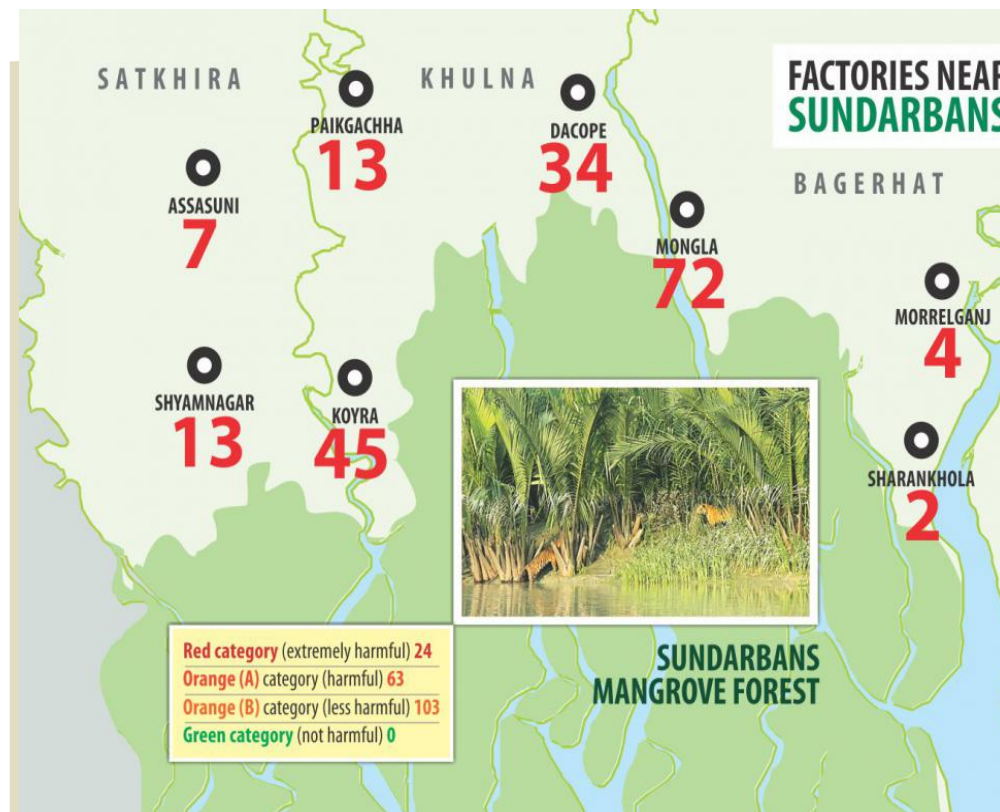 FACTORIES NEAR
SUNDARBANS
SATKHIRA
KHULNA
BAGERHAT
PAIKGACHHA
13
DACOPE
34
ASSASUNI
7
MONGLA
72
MORRELGANJ
4
SHYAMNAGAR
13
KOYRA
45
SHARANKHOLA
2
Red category (extremely harmful) 24
Orange (A) category (harmful) 63
Orange (B) category (less harmful) 103
Green category (not harmful) 0
SUNDARBANS
MANGROVE FOREST